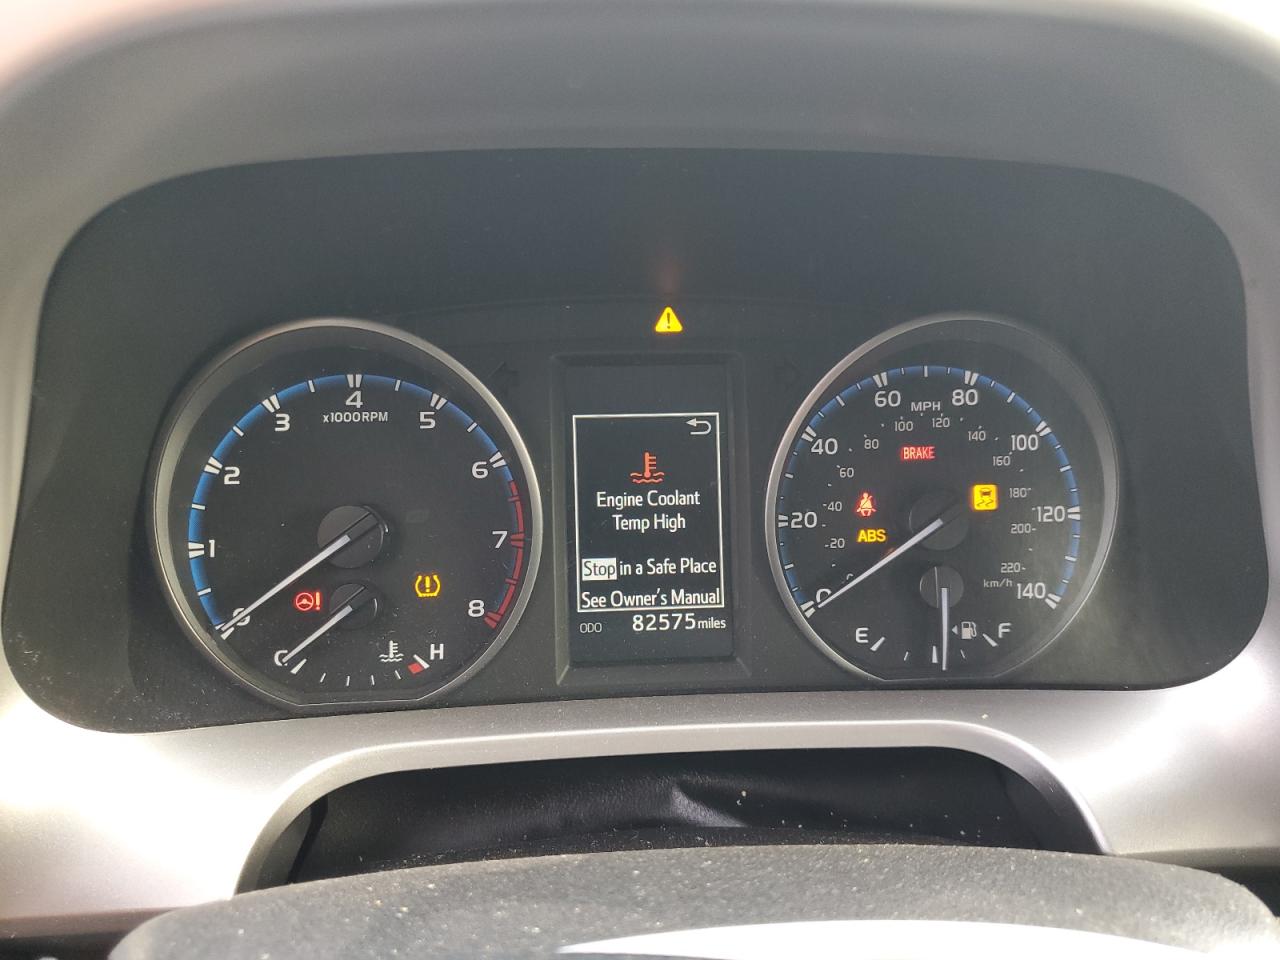 x1000RPM
0
1
2
3
4
5
6
7
8
!
!
C
H
!
Engine Coolant
Temp High
Stop in a Safe Place
See Owner's Manual
ODO 82575 miles
MPH
0
20
40
60
80
100
120
140
20
40
60
80
100
120
140
160
180
200
220
km/h
BRAKE
ABS
E
F